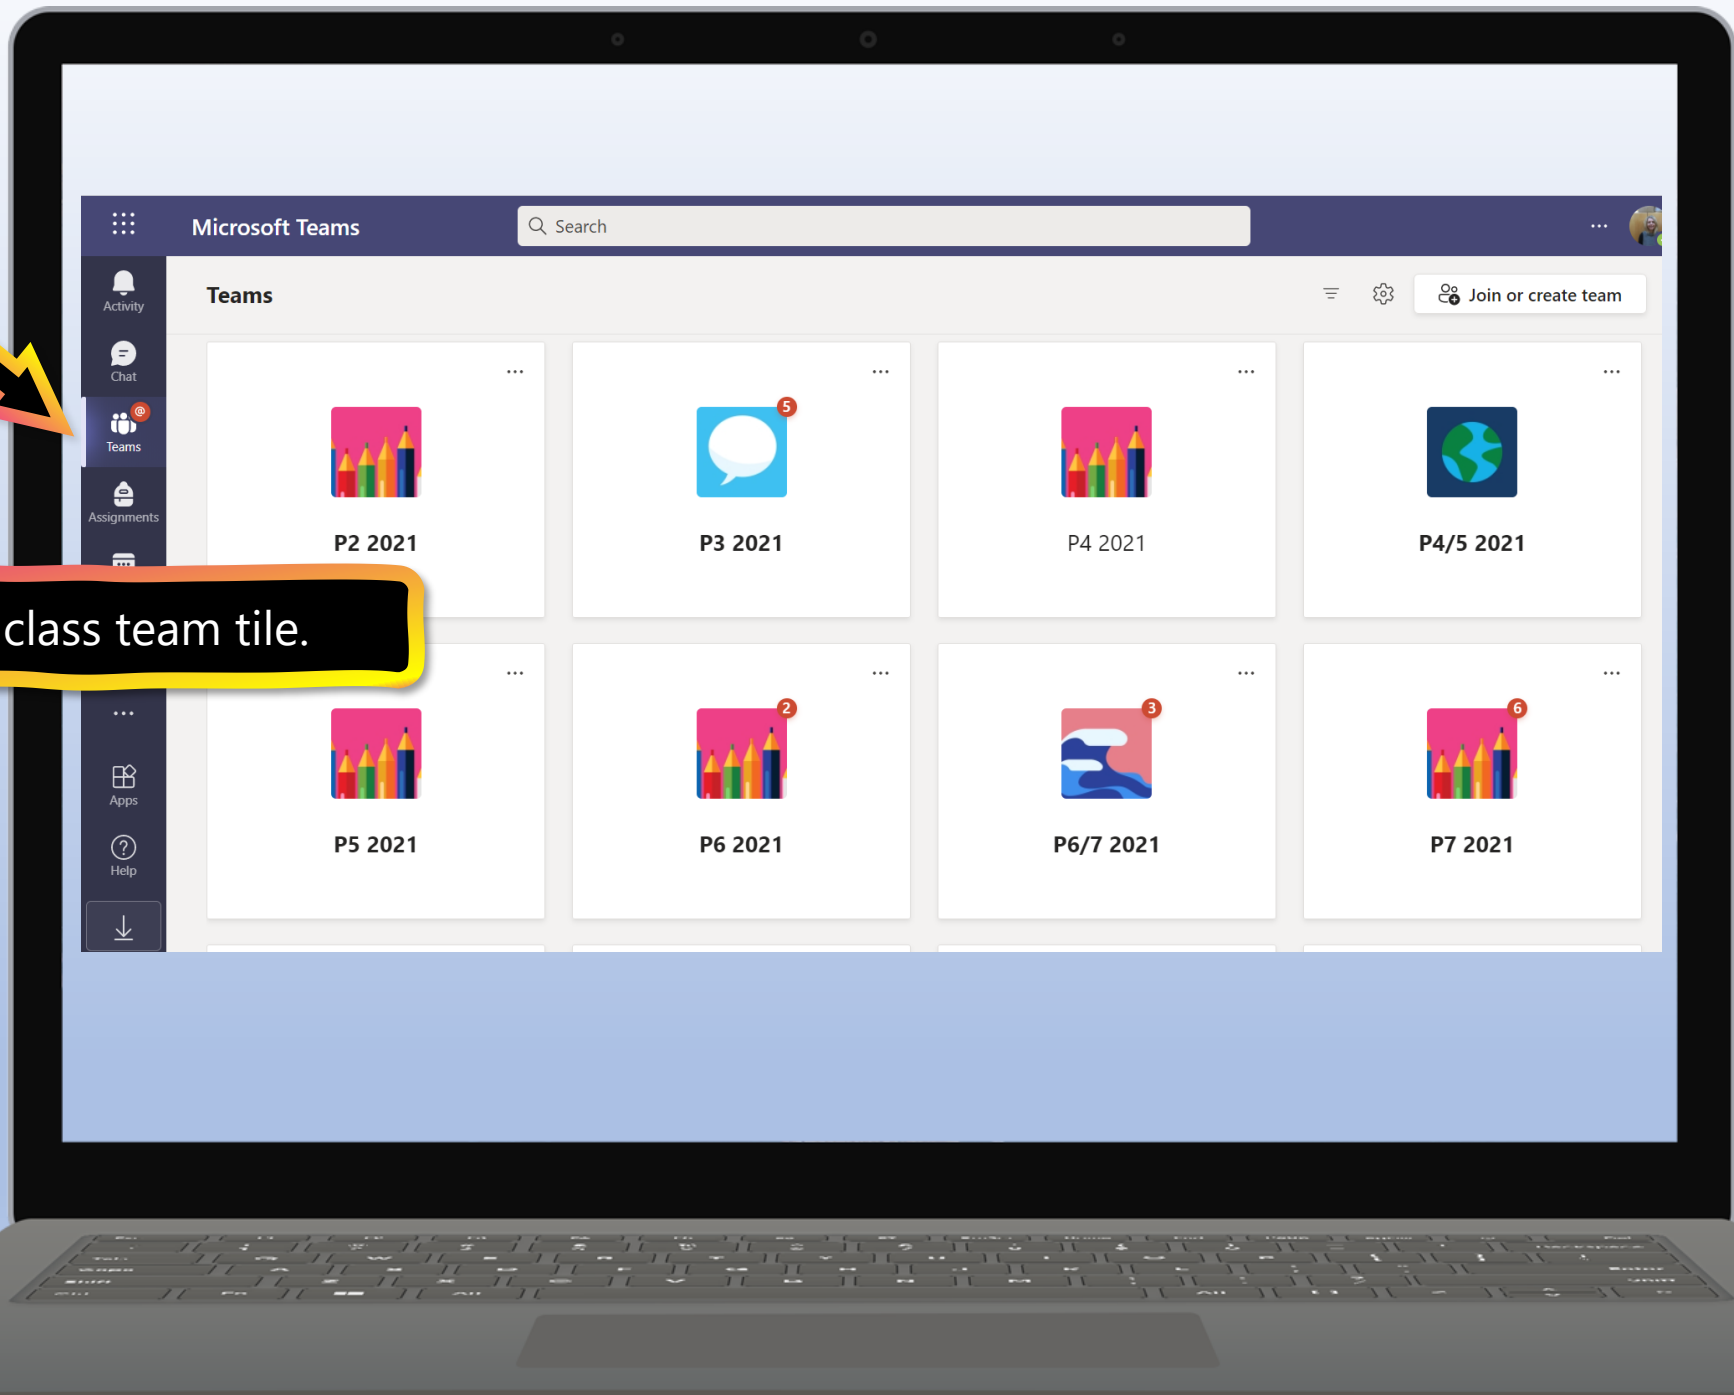 Microsoft Teams
Search
Activity
Teams
Join or create team
Chat
Teams
Assignments
P2 2021
P3 2021
P4 2021
P4/5 2021
class team tile.
5
2
3
6
P5 2021
P6 2021
P6/7 2021
P7 2021
Apps
Help